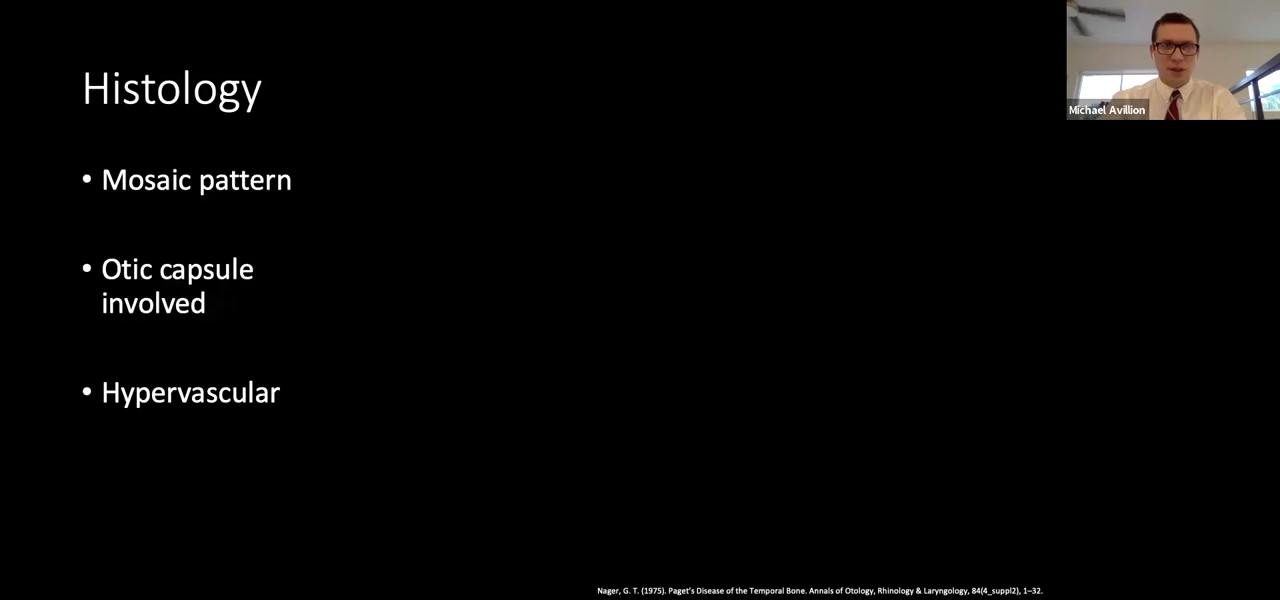 Histology
• Mosaic pattern
• Otic capsule
involved
• Hypervascular
Michael Avillion
Nager, G. T. (1975). Paget's Disease of the Temporal Bone. Annals of Otology, Rhinology & Laryngology, 84(4_suppl2), 1–32.